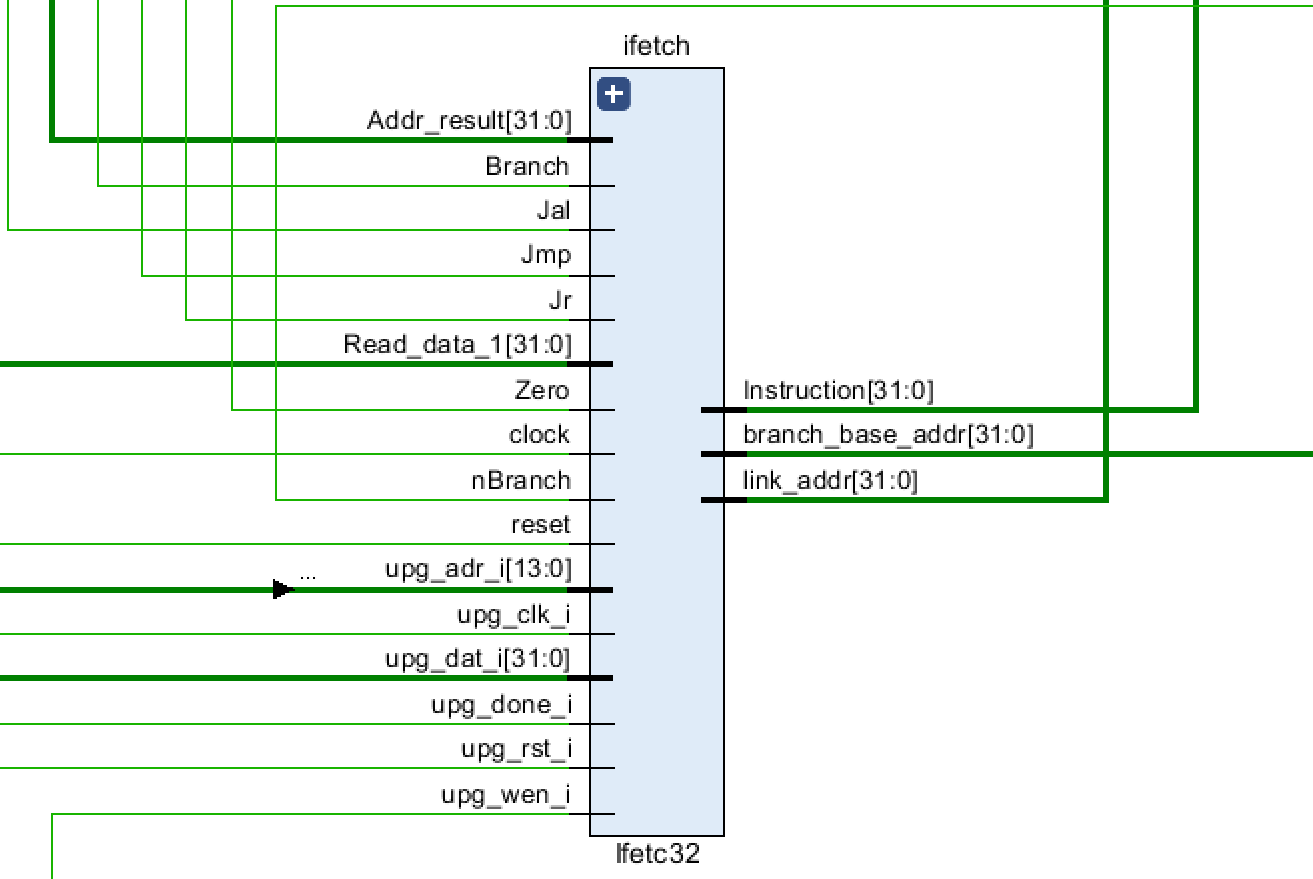 ifetch
Addr_result[31:0]
Branch
Jal
Jmp
Jr
Read_data_1[31:0]
Zero
Instruction[31:0]
clock
branch_base_addr[31:0]
nBranch
link_addr[31:0]
reset
...
upg_adr_i[13:0]
upg_clk_i
upg_dat_i[31:0]
upg_done_i
upg_rst_i
upg_wen_i
Ifetc32